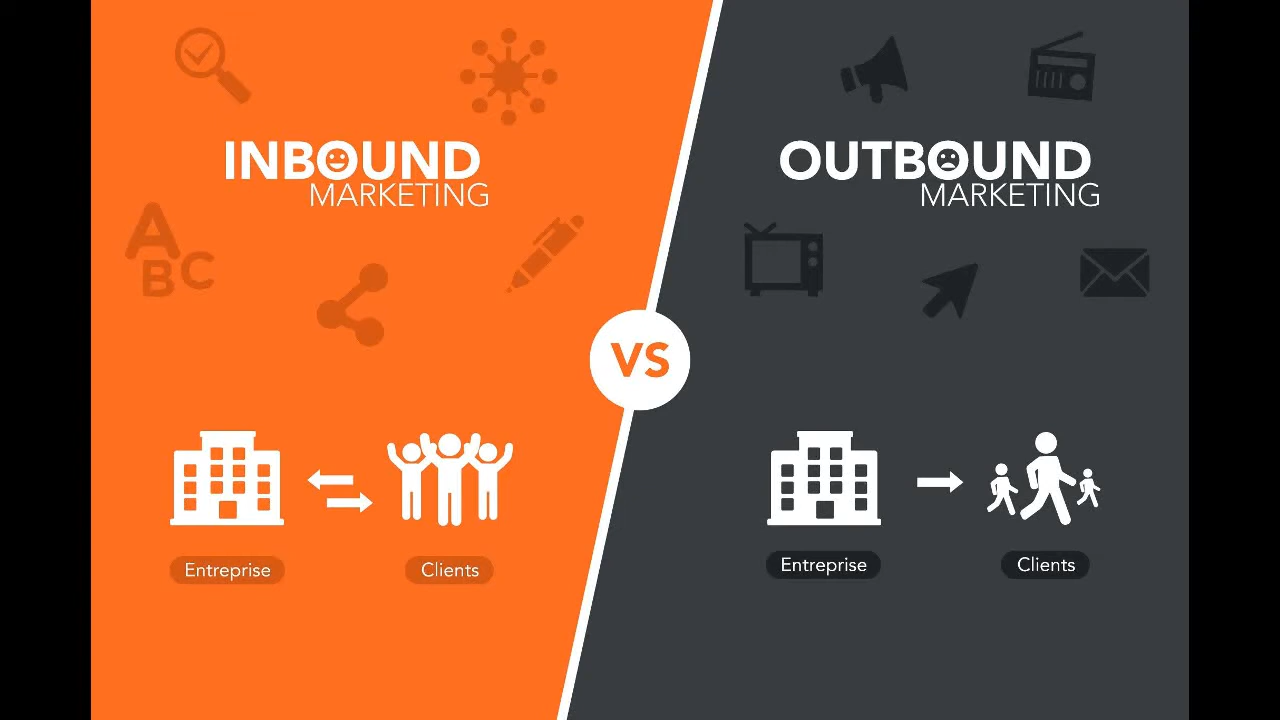 INBOUND
MARKETING
A
B C
VS
Entreprise
Clients
OUTBOUND
MARKETING
Entreprise
Clients